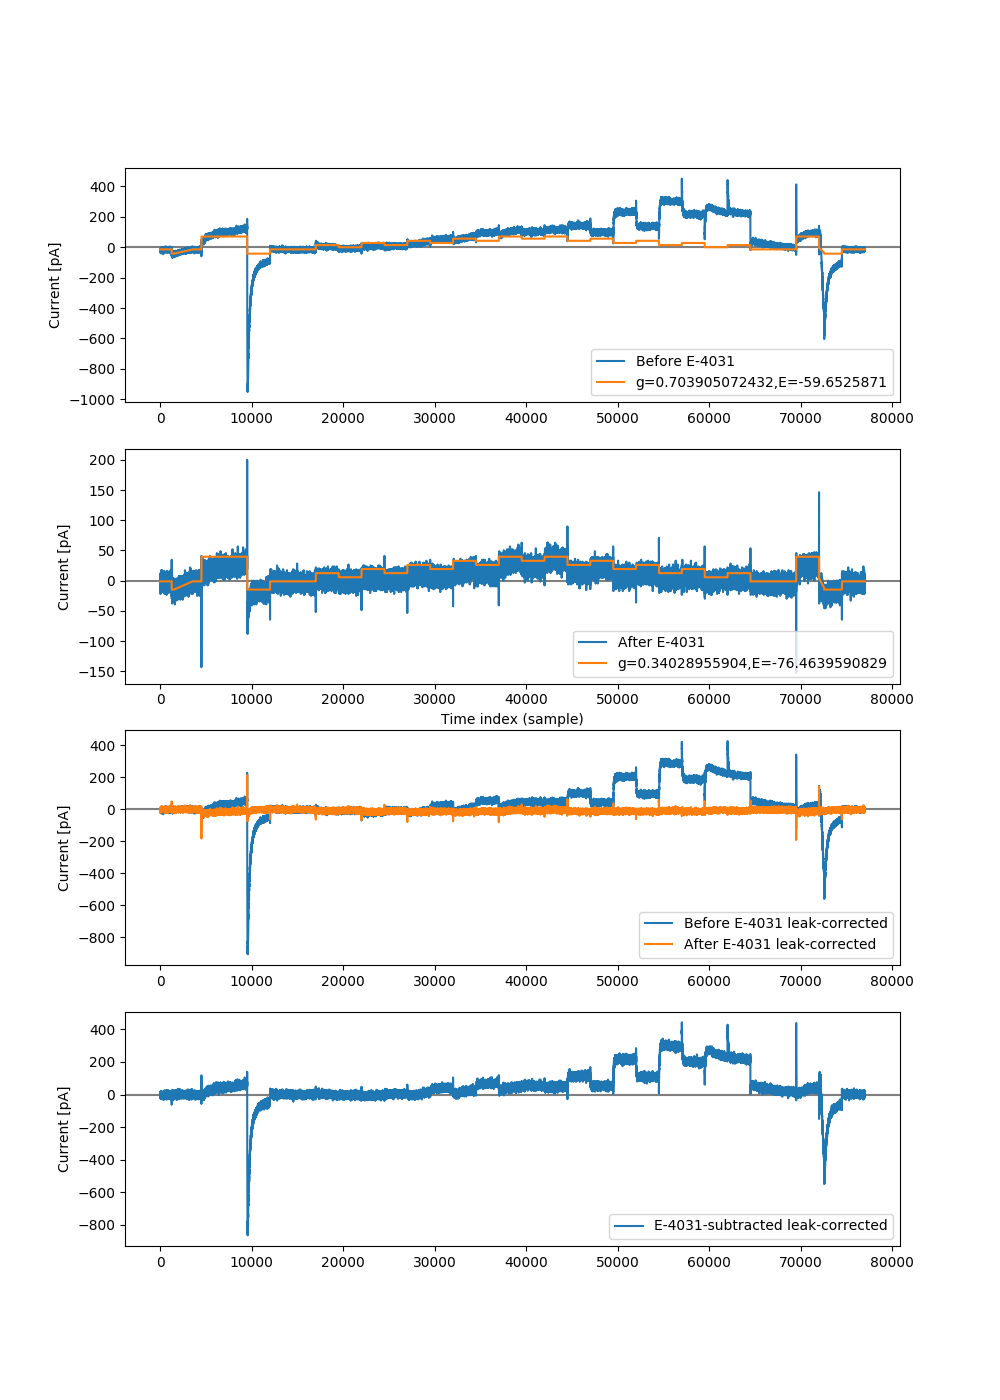 400
200
0
−200
−400
−600
−800
−1000
Current [pA]
Before E-4031
g=0.703905072432,E=-59.6525871
0 10000 20000 30000 40000 50000 60000 70000 80000
200
150
100
50
0
−50
−100
−150
Current [pA]
After E-4031
g=0.34028955904,E=-76.4639590829
0 10000 20000 30000 40000 50000 60000 70000 80000
Time index (sample)
400
200
0
−200
−400
−600
−800
Current [pA]
Before E-4031 leak-corrected
After E-4031 leak-corrected
0 10000 20000 30000 40000 50000 60000 70000 80000
400
200
0
−200
−400
−600
−800
Current [pA]
E-4031-subtracted leak-corrected
0 10000 20000 30000 40000 50000 60000 70000 80000